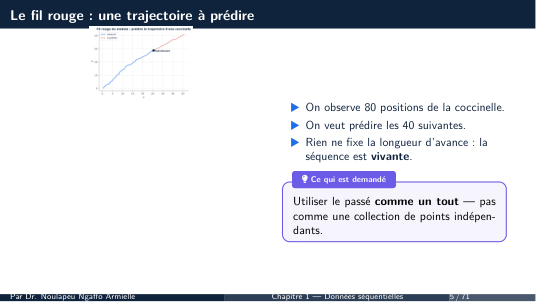 Le fil rouge : une trajectoire à prédire
On observe 80 positions de la coccinelle.
On veut prédire les 40 suivantes.
Rien ne fixe la longueur d'avance : la
séquence est vivante.
Ce qui est demandé
Utiliser le passé comme un tout — pas
comme une collection de points indépen-
dants.
Par Dr. Noulapeu Ngaffo Armielle
Chapitre 1 — Données séquentielles
5 / 71